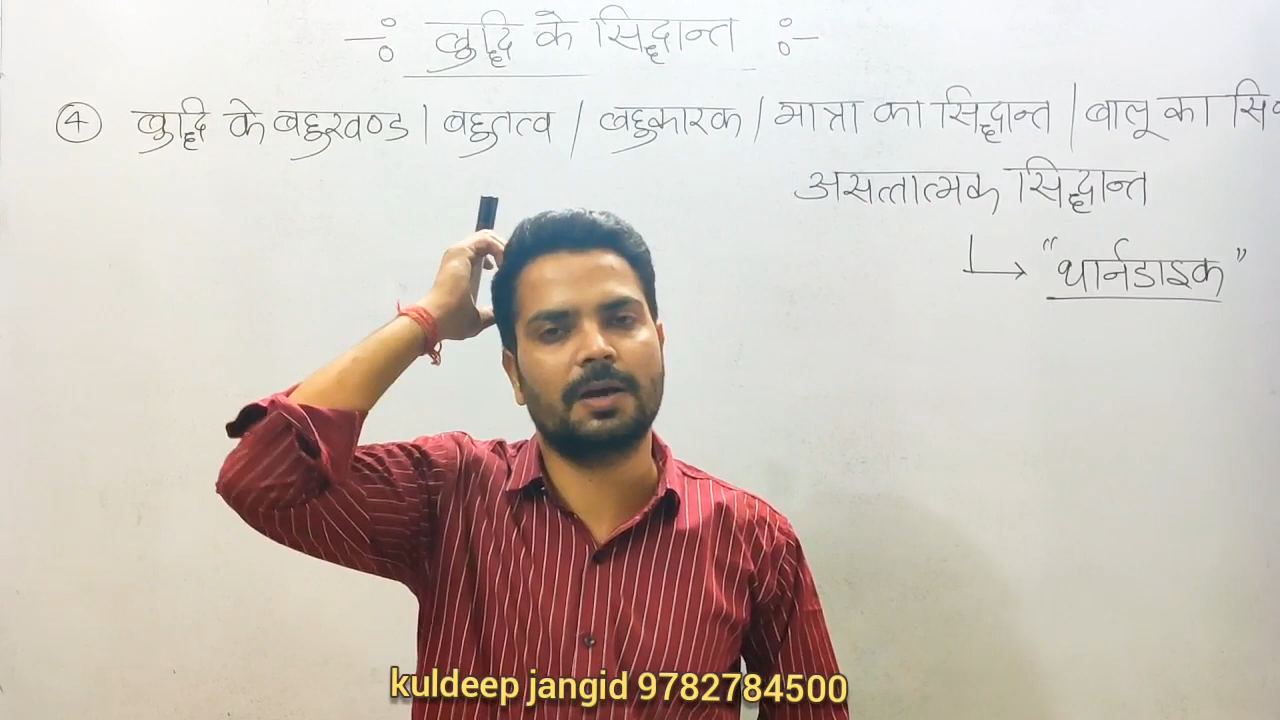 -: बुद्धि के सिद्धान्त :-
④ बुद्धि के बहुखण्ड / बहुतत्व / बहुकारक / मात्रा का सिद्धान्त / बालू का
असत्तात्मक सिद्धान्त
"थार्नडाइक"
kuldeep jangid 9782784500